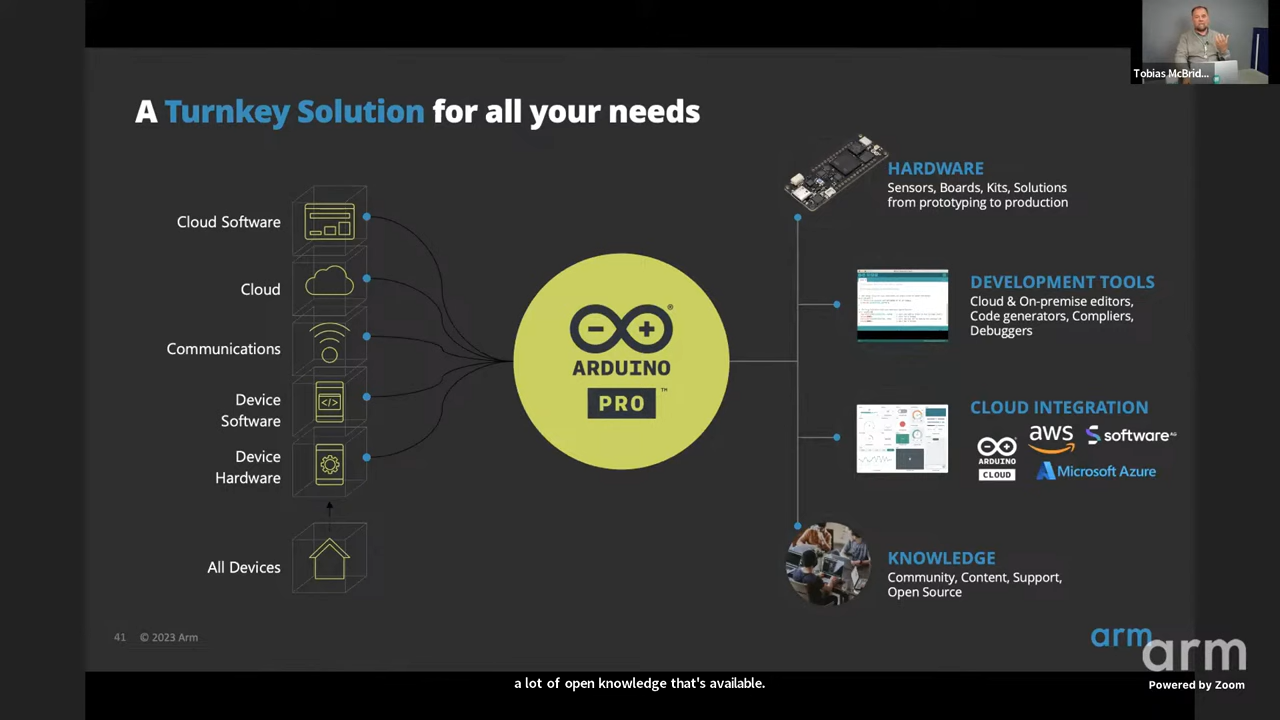 Tobias McBrid...
A Turnkey Solution for all your needs
Cloud Software
Cloud
Communications
Device
Software
Device
Hardware
All Devices
ARDUINO
PRO
HARDWARE
Sensors, Boards, Kits, Solutions
from prototyping to production
DEVELOPMENT TOOLS
Cloud & On-premise editors,
Code generators, Compliers,
Debuggers
CLOUD INTEGRATION
ARDUINO
CLOUD
aws
software AG
Microsoft Azure
KNOWLEDGE
Community, Content, Support,
Open Source
41 © 2023 Arm
arm
arm
Powered by Zoom
a lot of open knowledge that's available.